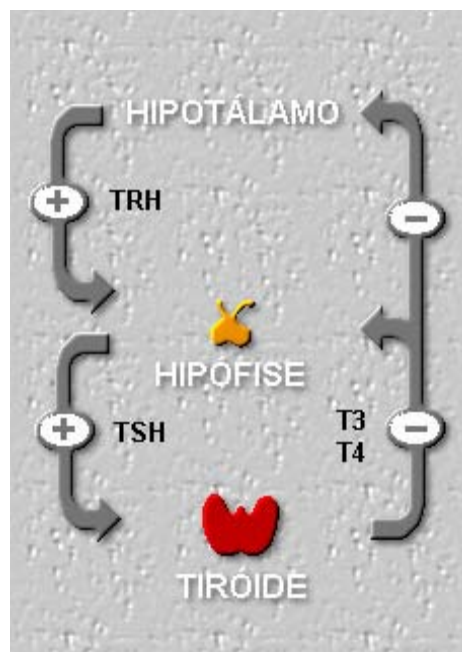 HIPOTÁLAMO
+
TRH
−
HIPÓFISE
+
TSH
T3
T4
−
TIRÓIDE